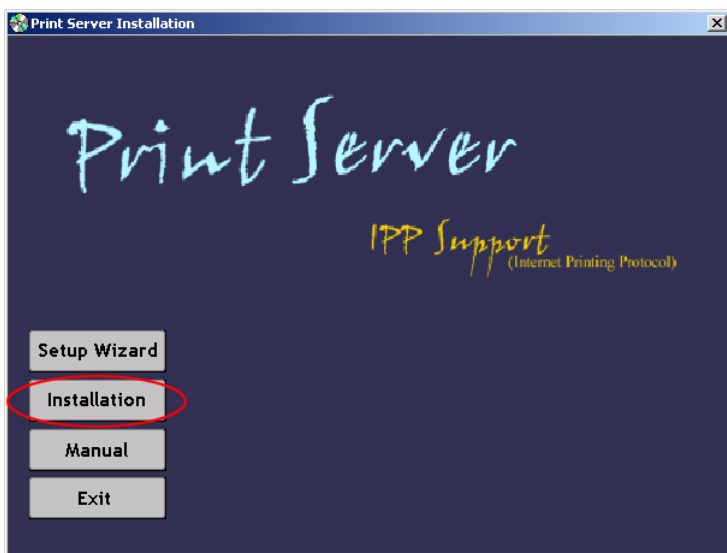 Print Server Installation
Print Server
IPP Support
(Internet Printing Protocol)
Setup Wizard
Installation
Manual
Exit